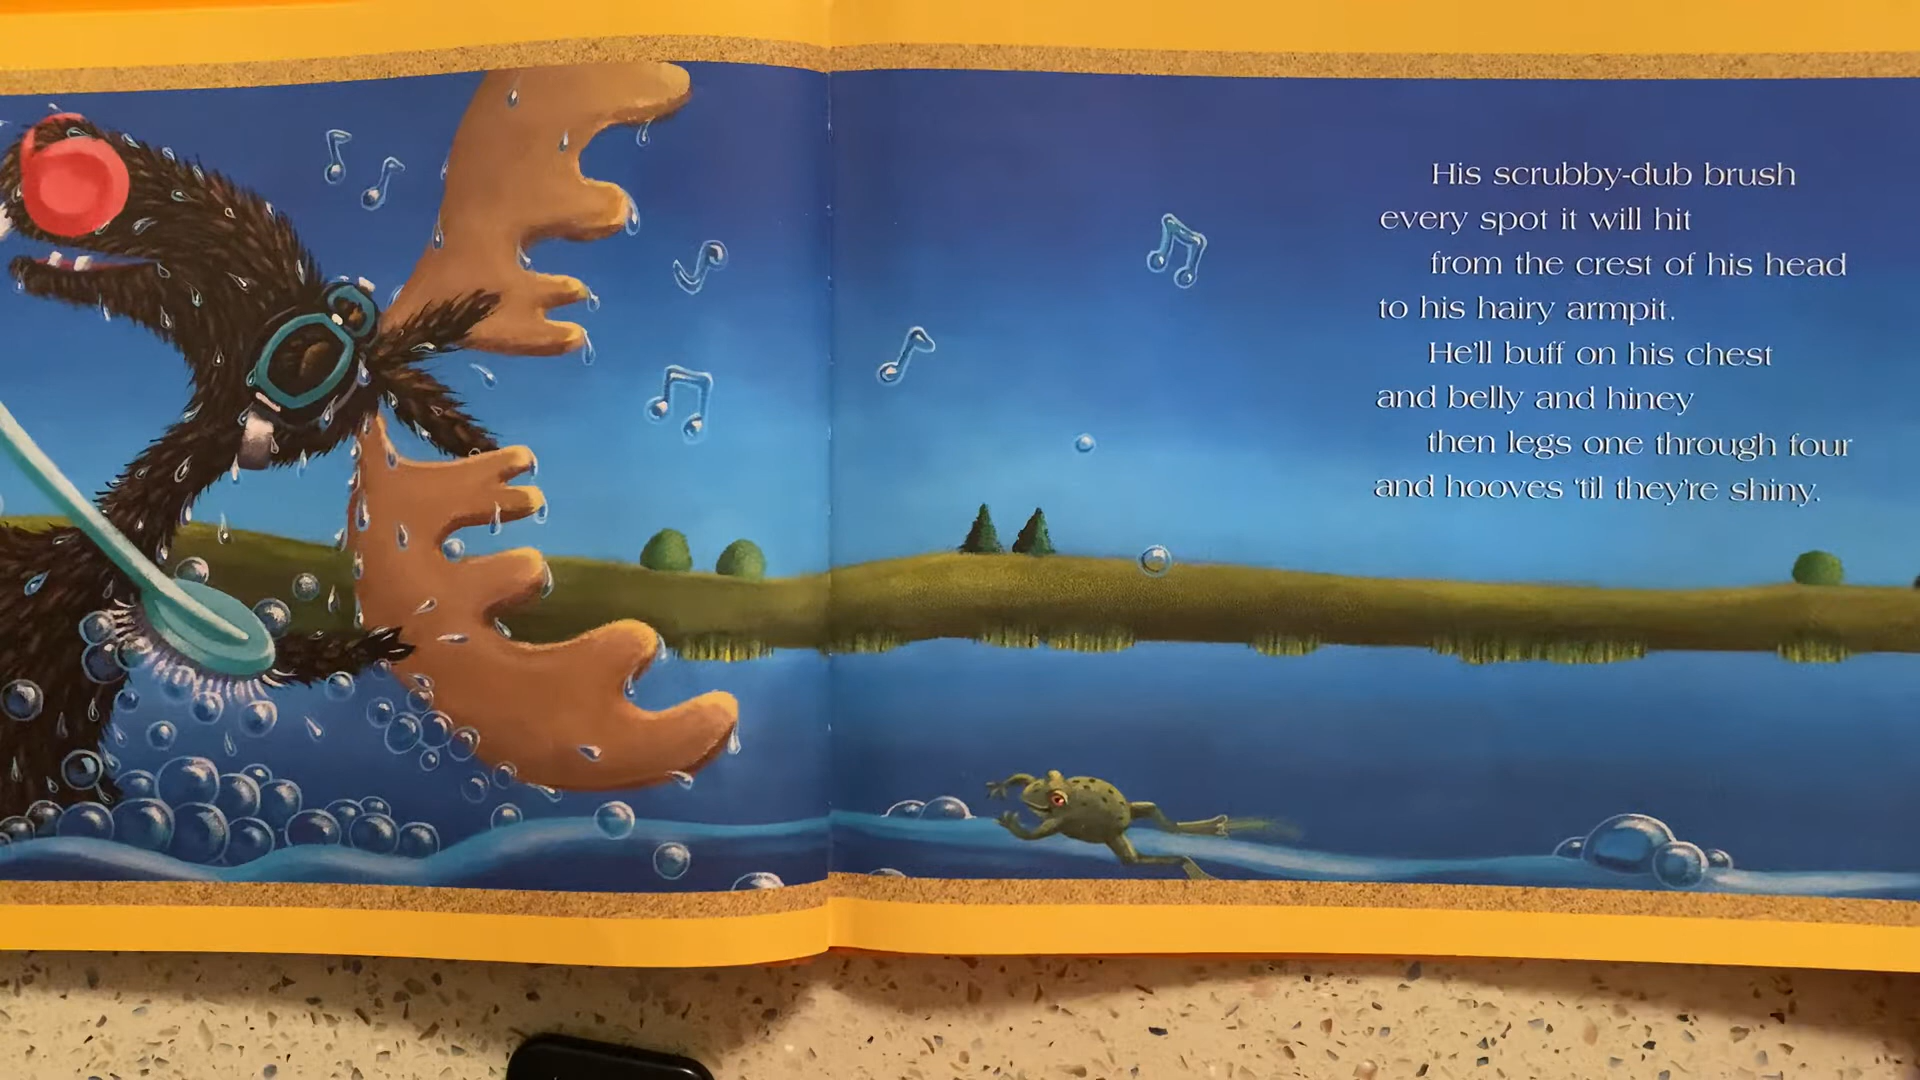 His scrubby-dub brush
every spot it will hit
from the crest of his head
to his hairy armpit.
He'll buff on his chest
and belly and hiney
then legs one through four
and hooves 'til they're shiny.